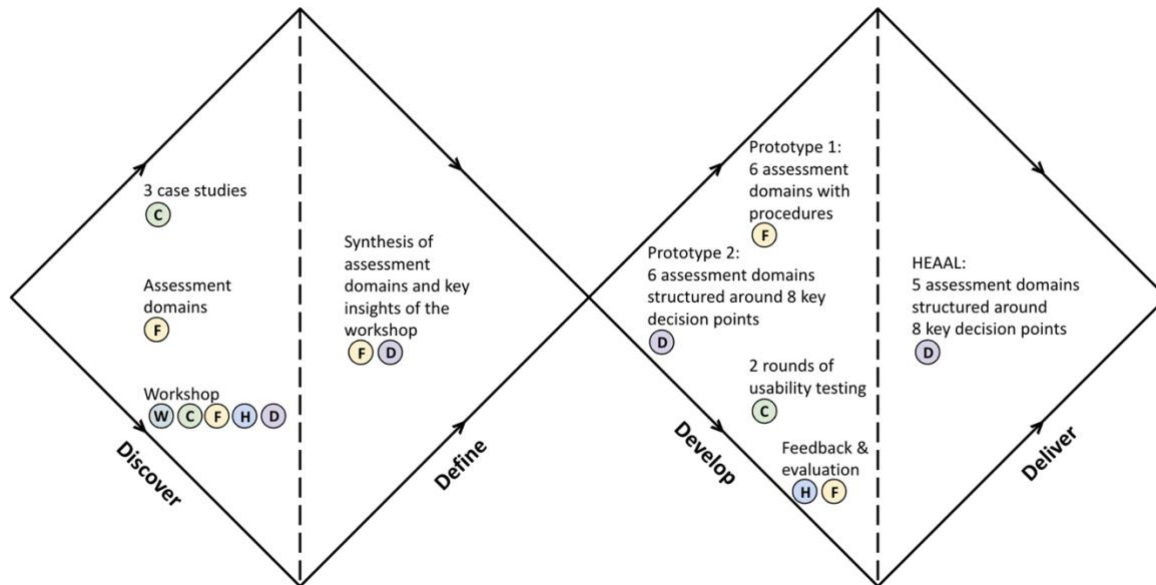 3 case studies
C
Assessment
domains
F
Workshop
W C F H D
Discover
Synthesis of
assessment
domains and key
insights of the
workshop
F D
Define
Prototype 1:
6 assessment
domains with
procedures
F
Prototype 2:
6 assessment domains
structured around 8 key
decision points
D
2 rounds of
usability testing
C
Feedback &
evaluation
H F
Develop
HEAAL:
5 assessment domains
structured around
8 key decision points
D
Deliver